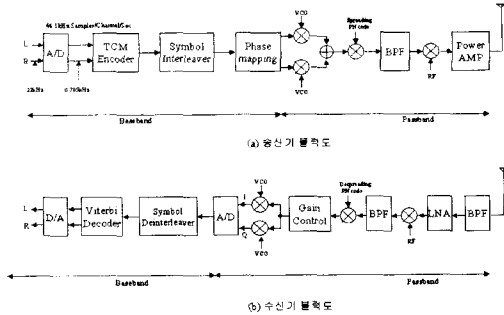 44.1kHz Samples/Channel/Sec
L
R
A/D
TCM
Encoder
Symbol
Interleaver
Phase
mapping
VCO
VCO
Spreading
PN code
BPF
RF
Power
AMP
22kHz
Baseband
Passband
(a) 송신기 블럭도
L
R
D/A
Viterbi
Decoder
Symbol
Deinterleaver
A/D
I
Q
VCO
VCO
Gain
Control
Despreading
PN code
BPF
RF
LNA
BPF
Baseband
Passband
(b) 수신기 블럭도